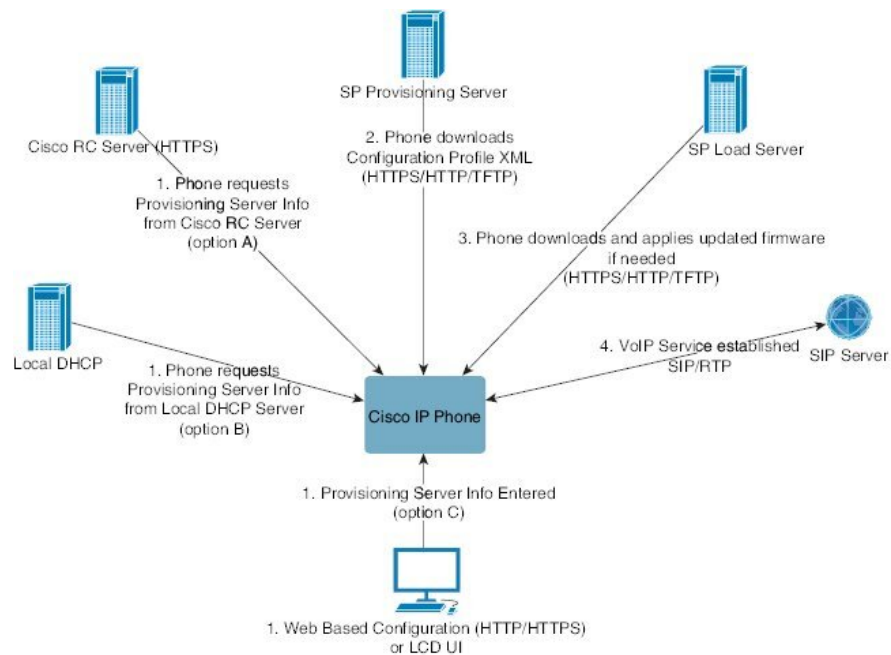 SP Provisioning Server
Cisco RC Server (HTTPS)
SP Load Server
2. Phone downloads
Configuration Profile XML
(HTTPS/HTTP/TFTP)
1. Phone requests
Provisioning Server Info
from Cisco RC Server
(option A)
3. Phone downloads and applies updated firmware
if needed
(HTTPS/HTTP/TFTP)
Local DHCP
1. Phone requests
Provisioning Server Info
from Local DHCP Server
(option B)
4. VoIP Service established
SIP/RTP
SIP Server
Cisco IP Phone
1. Provisioning Server Info Entered
(option C)
1. Web Based Configuration (HTTP/HTTPS)
or LCD UI